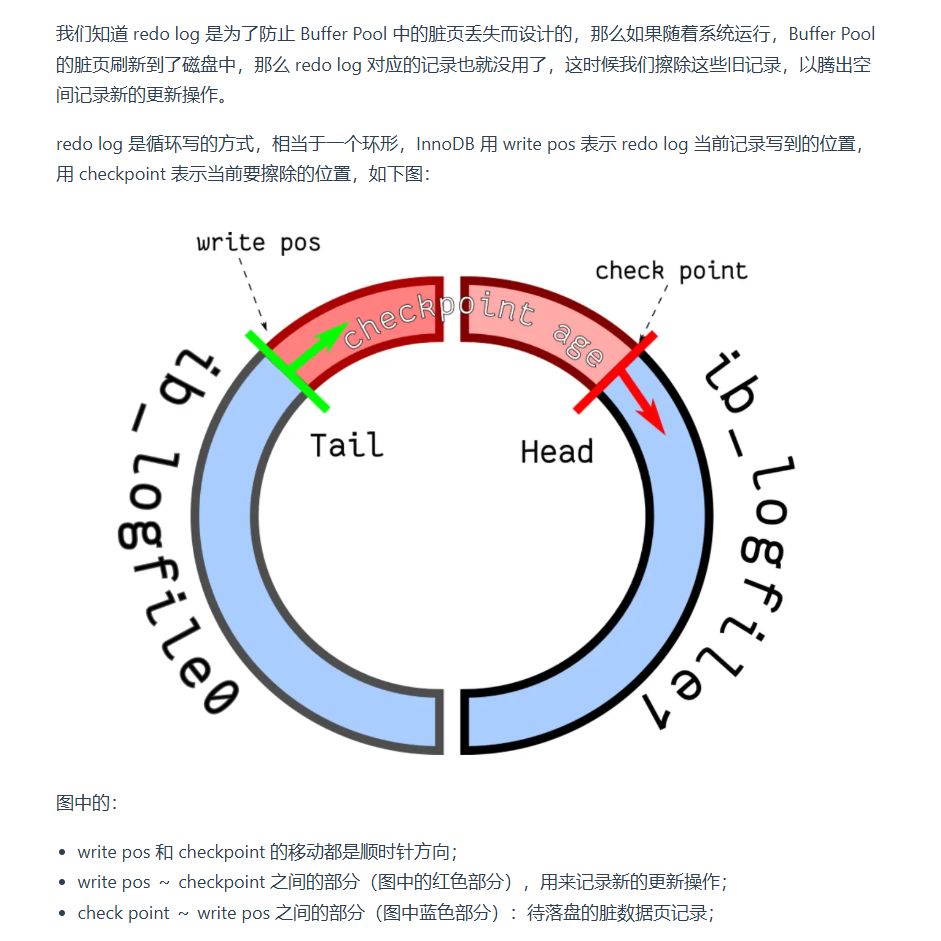 我们知道 redo log 是为了防止 Buffer Pool 中的脏页丢失而设计的，那么如果随着系统运行，Buffer Pool
的脏页刷新到了磁盘中，那么 redo log 对应的记录也就没用了，这时候我们擦除这些旧记录，以腾出空
间记录新的更新操作。
redo log 是循环写的方式，相当于一个环形，InnoDB 用 write pos 表示 redo log 当前记录写到的位置，
用 checkpoint 表示当前要擦除的位置，如下图：
write pos
check point
checkpoint age
Tail
Head
ib_logfile0
ib_logfile1
图中的：
• write pos 和 checkpoint 的移动都是顺时针方向；
• write pos ～ checkpoint 之间的部分（图中的红色部分），用来记录新的更新操作；
• check point ～ write pos 之间的部分（图中蓝色部分）：待落盘的脏数据页记录；